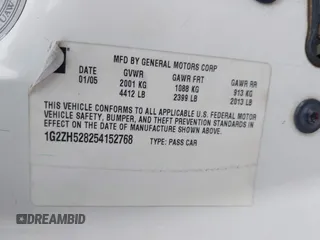 MFD BY GENERAL MOTORS CORP
DATE GVWR GAWR FRT GAWR RR
01/05 2001 KG 1088 KG 913 KG
4412 LB 2399 LB 2013 LB
THIS VEHICLE CONFORMS TO ALL APPLICABLE U.S. FEDERAL MOTOR
VEHICLE SAFETY, BUMPER, AND THEFT PREVENTION STANDARDS
IN EFFECT ON THE DATE OF MANUFACTURE SHOWN ABOVE.
1G2ZH528254152768 TYPE: PASS CAR
DREAMBID
UAW